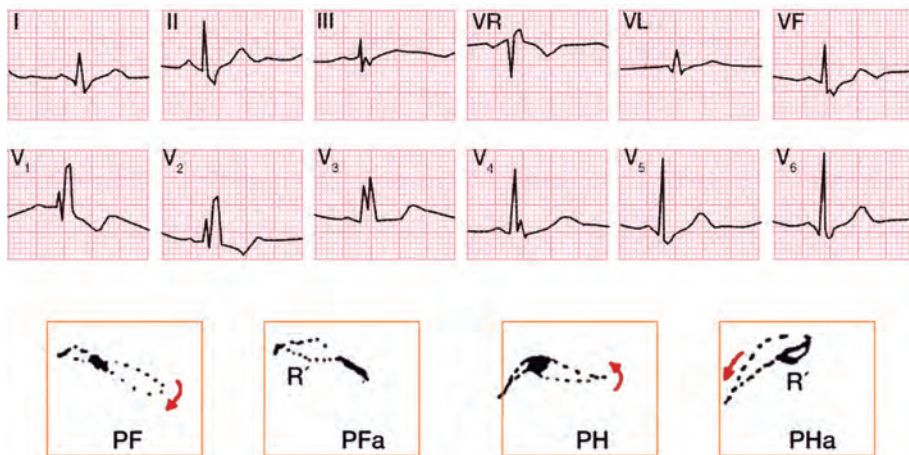 I II III VR VL VF
V1 V2 V3 V4 V5 V6
R´ R´
PF PFa PH PHa